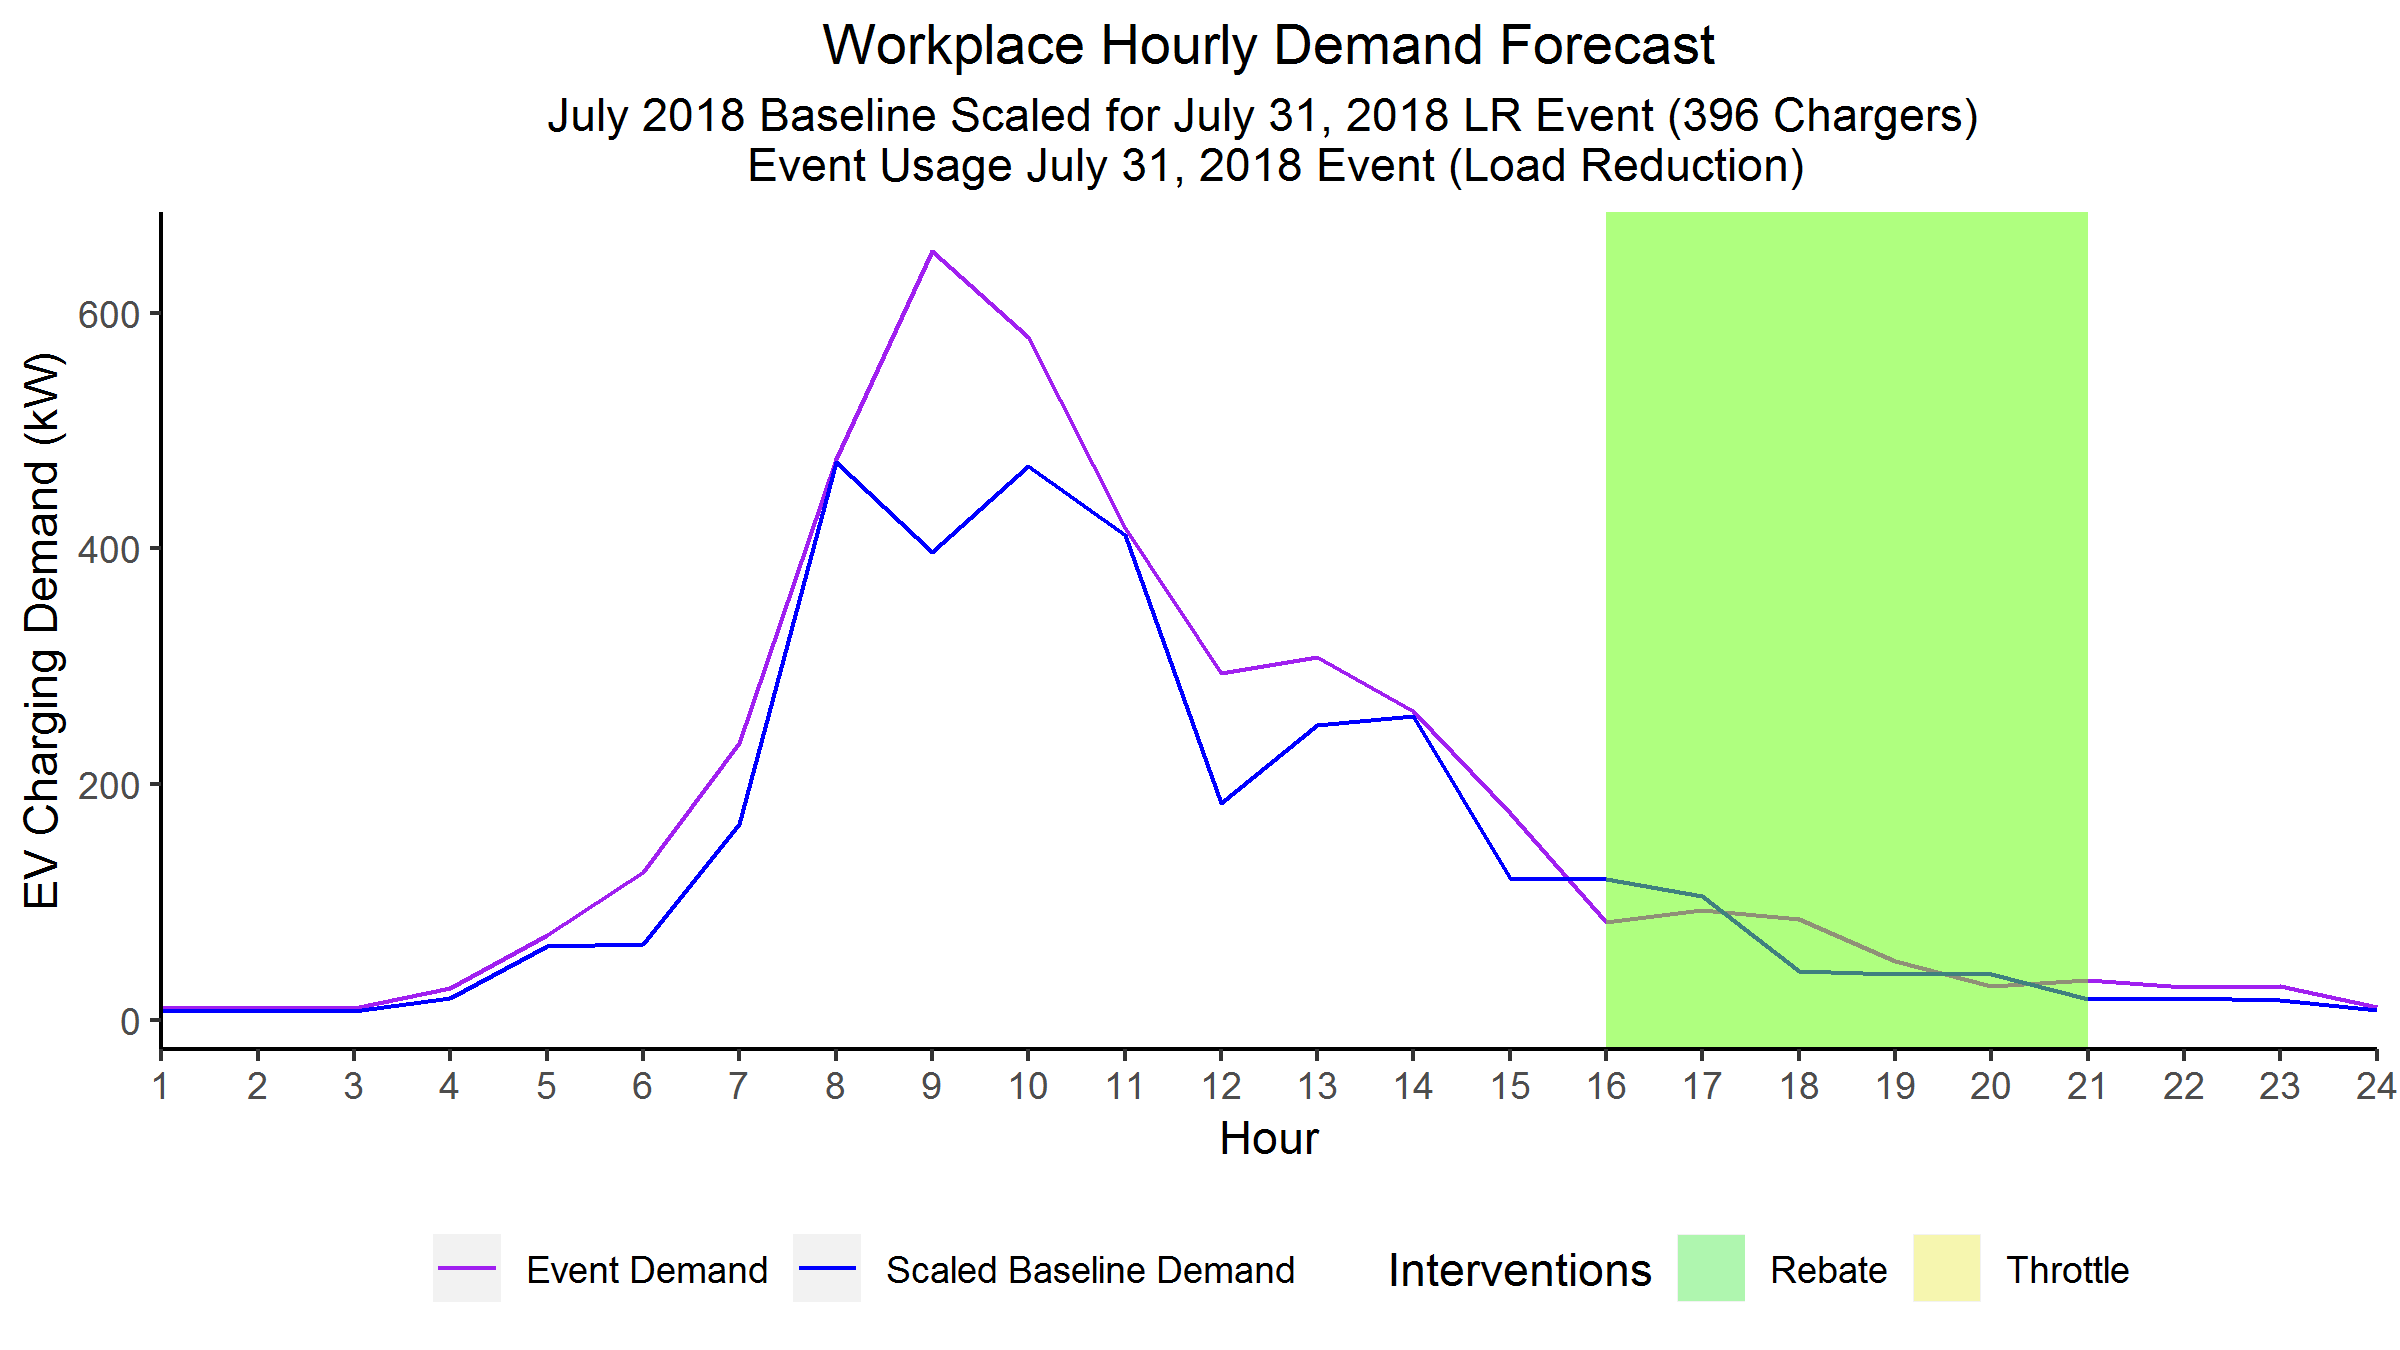 Workplace Hourly Demand Forecast
July 2018 Baseline Scaled for July 31, 2018 LR Event (396 Chargers)
Event Usage July 31, 2018 Event (Load Reduction)
EV Charging Demand (kW)
600
400
200
0
1 2 3 4 5 6 7 8 9 10 11 12 13 14 15 16 17 18 19 20 21 22 23 24
Hour
Event Demand Scaled Baseline Demand Interventions Rebate Throttle